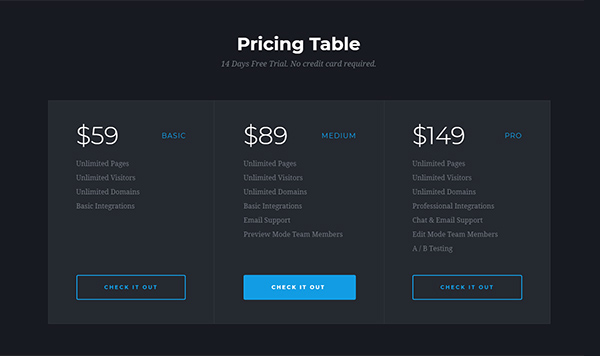 Pricing Table
14 Days Free Trial. No credit card required.
$59 BASIC
Unlimited Pages
Unlimited Visitors
Unlimited Domains
Basic Integrations
CHECK IT OUT
$89 MEDIUM
Unlimited Pages
Unlimited Visitors
Unlimited Domains
Basic Integrations
Email Support
Preview Mode Team Members
CHECK IT OUT
$149 PRO
Unlimited Pages
Unlimited Visitors
Unlimited Domains
Professional Integrations
Chat & Email Support
Edit Mode Team Members
A / B Testing
CHECK IT OUT